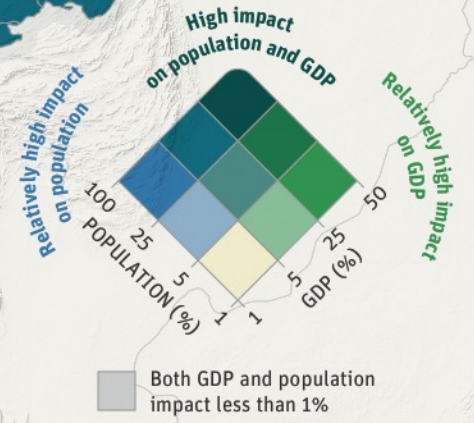 High impact
on population and GDP
Relatively high impact
on population
Relatively high impact
on GDP
100
25
5
1
POPULATION (%)
1
5
25
50
GDP (%)
Both GDP and population
impact less than 1%